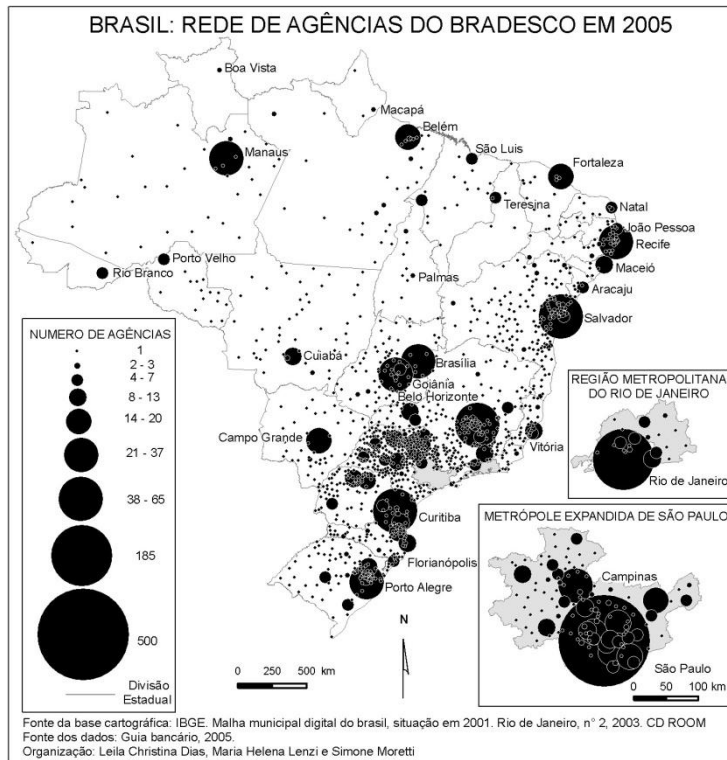 BRASIL: REDE DE AGÊNCIAS DO BRADESCO EM 2005
Boa Vista
Macapá
Belém
Manaus
São Luis
Fortaleza
Teresina
Natal
João Pessoa
Recife
Porto Velho
Rio Branco
Palmas
Maceió
Aracaju
Salvador
Cuiabá
Brasília
Goiânia
Belo Horizonte
Campo Grande
Vitória
Curitiba
Florianópolis
Porto Alegre
NUMERO DE AGÊNCIAS
1
2 - 3
4 - 7
8 - 13
14 - 20
21 - 37
38 - 65
185
500
Divisão
Estadual
REGIÃO METROPOLITANA
DO RIO DE JANEIRO
Rio de Janeiro
METRÓPOLE EXPANDIDA DE SÃO PAULO
Campinas
São Paulo
0 100 km
N
0 250 500 km
Fonte da base cartográfica: IBGE. Malha municipal digital do brasil, situação em 2001. Rio de Janeiro, n° 2, 2003. CD ROOM
Fonte dos dados: Guia bancário, 2005.
Organização: Leila Christina Dias, Maria Helena Lenzi e Simone Moretti